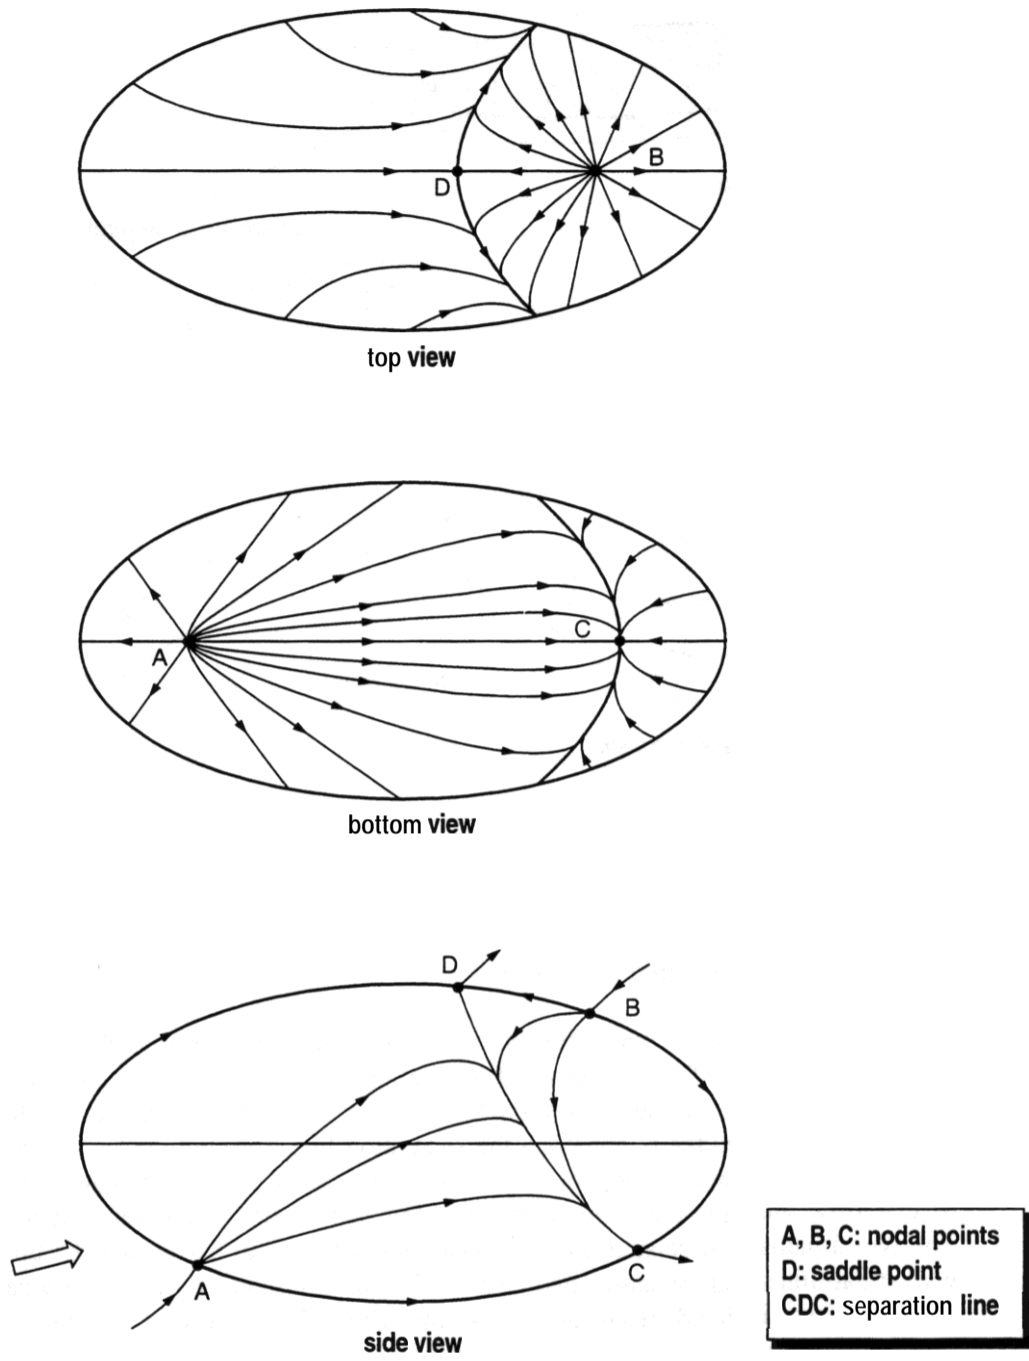 B
D
top view
C
A
bottom view
D
B
A
C
side view
A, B, C: nodal points
D: saddle point
CDC: separation line